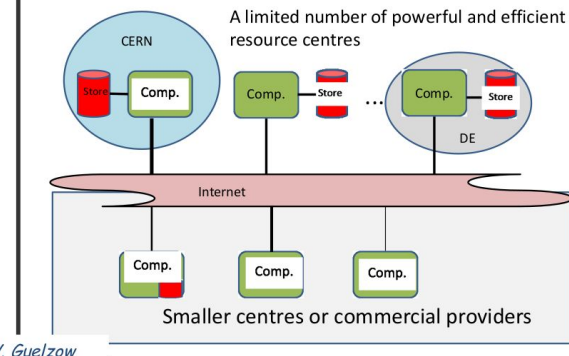 A limited number of powerful and efficient
resource centres
CERN
Store
Comp.
Comp.
Store
...
Comp.
Store
DE
Internet
Comp.
Comp.
Comp.
Smaller centres or commercial providers
Guelzow